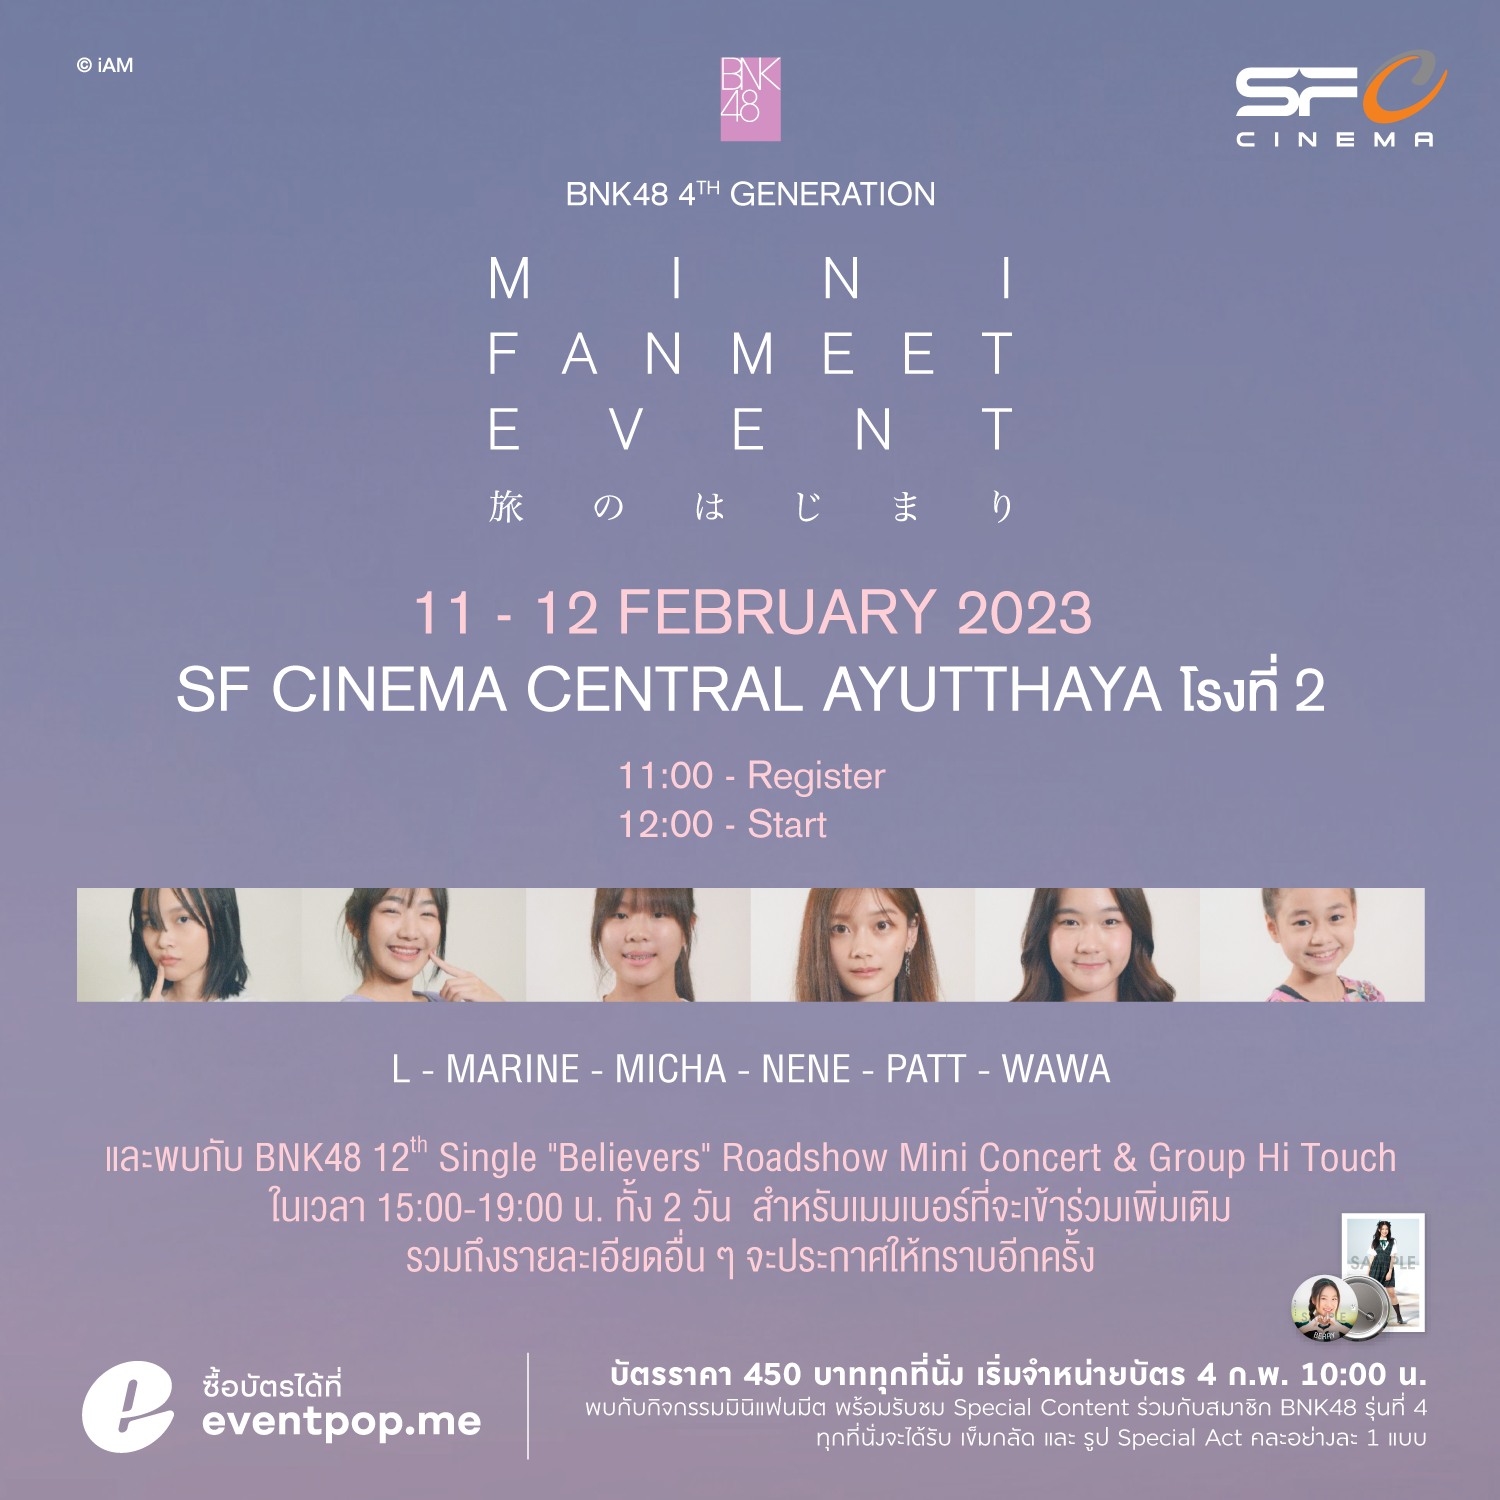 © iAM
BNK
48
SF
CINEMA
BNK48 4TH GENERATION
MINI
FANMEET
EVENT
旅のはじまり
11 - 12 FEBRUARY 2023
SF CINEMA CENTRAL AYUTTHAYA โรงที่ 2
11:00 - Register
12:00 - Start
L - MARINE - MICHA - NENE - PATT - WAWA
และพบกับ BNK48 12th Single "Believers" Roadshow Mini Concert & Group Hi Touch
ในเวลา 15:00-19:00 น. ทั้ง 2 วัน สำหรับเมมเบอร์ที่จะเข้าร่วมเพิ่มเติม
รวมถึงรายละเอียดอื่น ๆ จะประกาศให้ทราบอีกครั้ง
SAMPLE
SAMPLE
BERRY
ซื้อบัตรได้ที่
eventpop.me
บัตรราคา 450 บาททุกที่นั่ง เริ่มจำหน่ายบัตร 4 ก.พ. 10:00 น.
พบกับกิจกรรมมินิแฟนมีต พร้อมรับชม Special Content ร่วมกับสมาชิก BNK48 รุ่นที่ 4
ทุกที่นั่งจะได้รับ เข็มกลัด และ รูป Special Act คละอย่างละ 1 แบบ